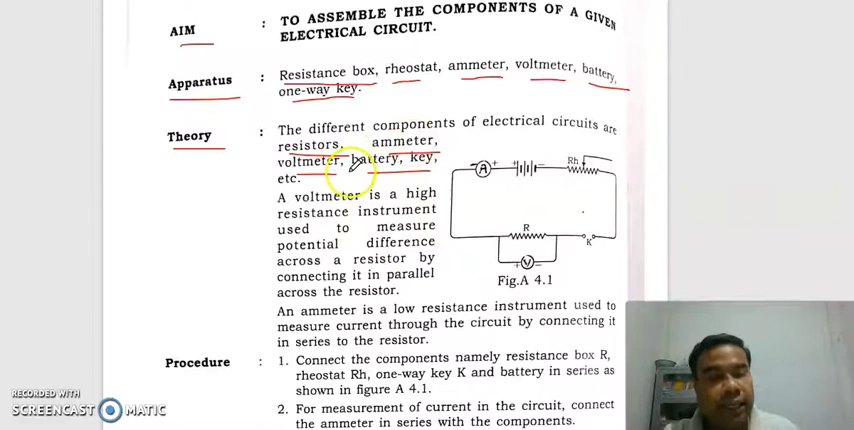 AIM : TO ASSEMBLE THE COMPONENTS OF A GIVEN
ELECTRICAL CIRCUIT.
Apparatus : Resistance box, rheostat, ammeter, voltmeter, battery,
one-way key.
Theory : The different components of electrical circuits are
resistors, ammeter,
voltmeter, battery, key,
etc.
A voltmeter is a high
resistance instrument
used to measure
potential difference
across a resistor by
connecting it in parallel
across the resistor.
- A + + - Rh
R
K
+ V -
Fig.A 4.1
An ammeter is a low resistance instrument used to
measure current through the circuit by connecting it
in series to the resistor.
Procedure : 1. Connect the components namely resistance box R,
rheostat Rh, one-way key K and battery in series as
shown in figure A 4.1.
2. For measurement of current in the circuit, connect
the ammeter in series with the components.
RECORDED WITH
SCREENCAST MATIC